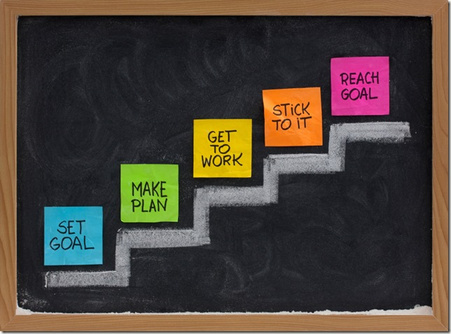 SET
GOAL
MAKE
PLAN
GET
TO
WORK
STICK
TO IT
REACH
GOAL